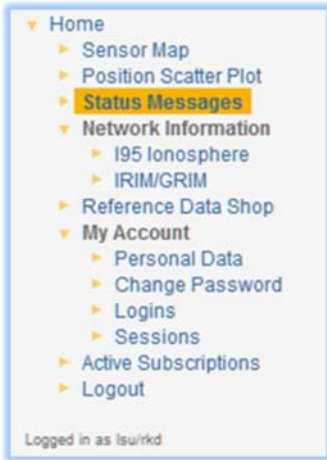 Home
Sensor Map
Position Scatter Plot
Status Messages
Network Information
I95 Ionosphere
IRIM/GRIM
Reference Data Shop
My Account
Personal Data
Change Password
Logins
Sessions
Active Subscriptions
Logout
Logged in as lsu/rkd